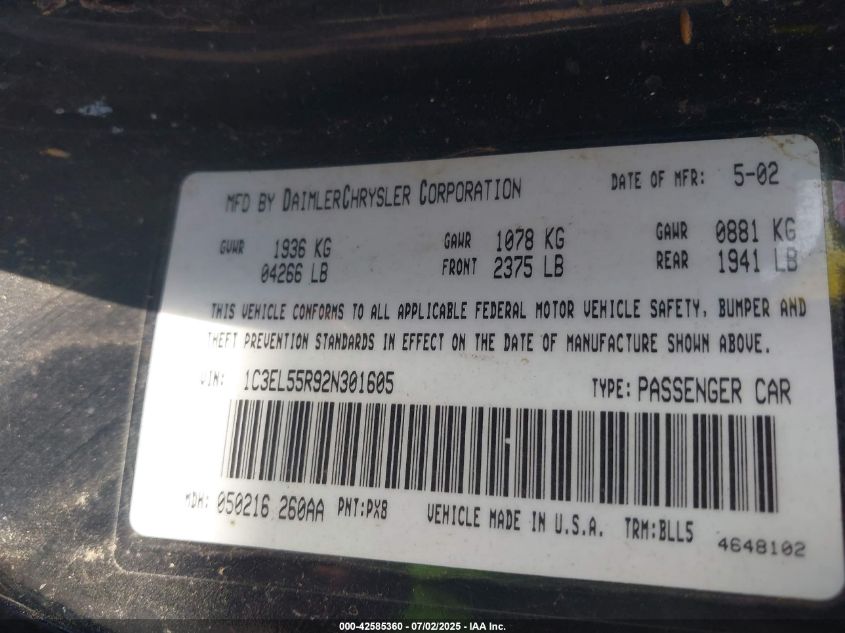 MFD BY DAIMLERCHRYSLER CORPORATION DATE OF MFR: 5-02
GVWR 1936 KG GAWR 1078 KG GAWR 0881 KG
04266 LB FRONT 2375 LB REAR 1941 LB
THIS VEHICLE CONFORMS TO ALL APPLICABLE FEDERAL MOTOR VEHICLE SAFETY, BUMPER AND
THEFT PREVENTION STANDARDS IN EFFECT ON THE DATE OF MANUFACTURE SHOWN ABOVE.
VIN: 1C3EL55R92N301605 TYPE: PASSENGER CAR
MDH: 050216 260AA PNT:PX8 VEHICLE MADE IN U.S.A. TRM:BLL5 4648102
000-42585360 - 07/02/2025 - IAA Inc.